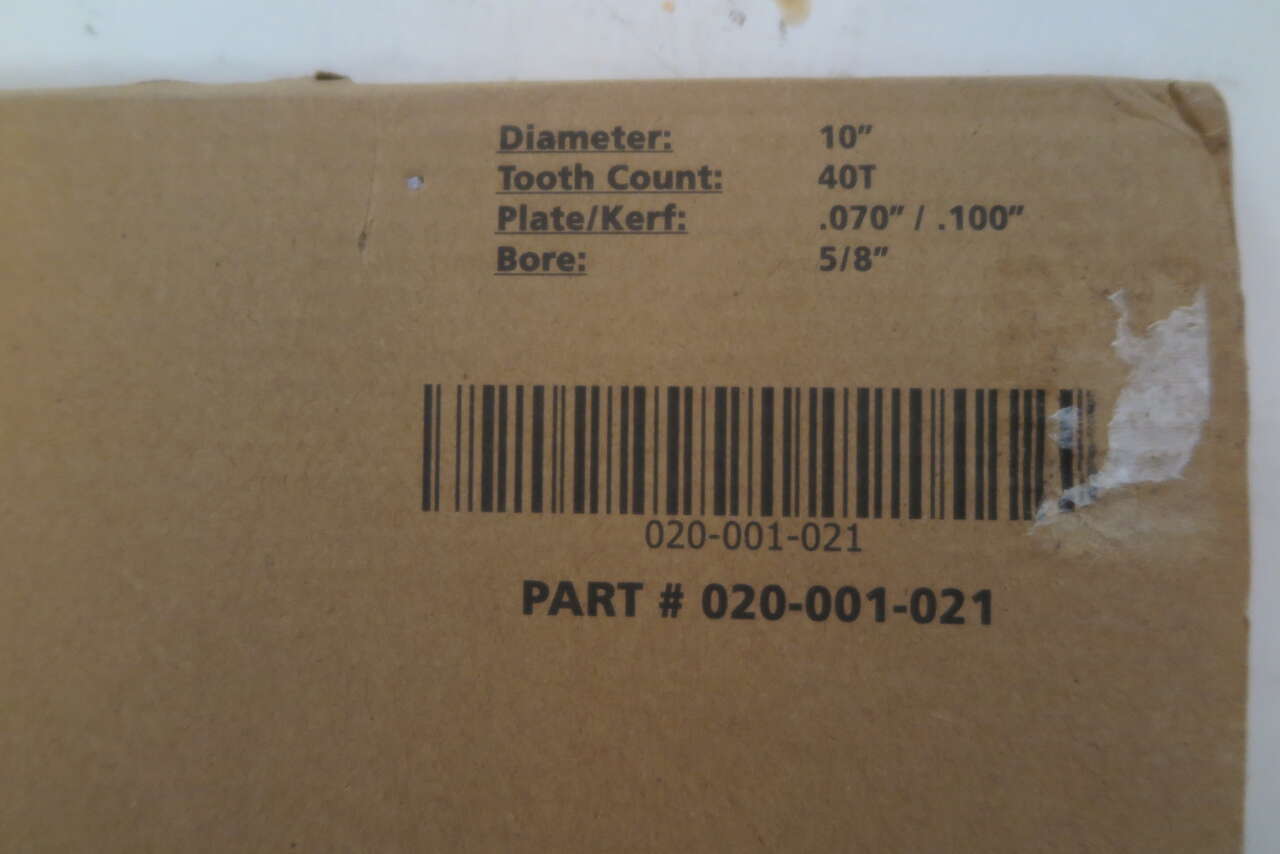 Diameter: 10"
Tooth Count: 40T
Plate/Kerf: .070" / .100"
Bore: 5/8"
020-001-021
PART # 020-001-021